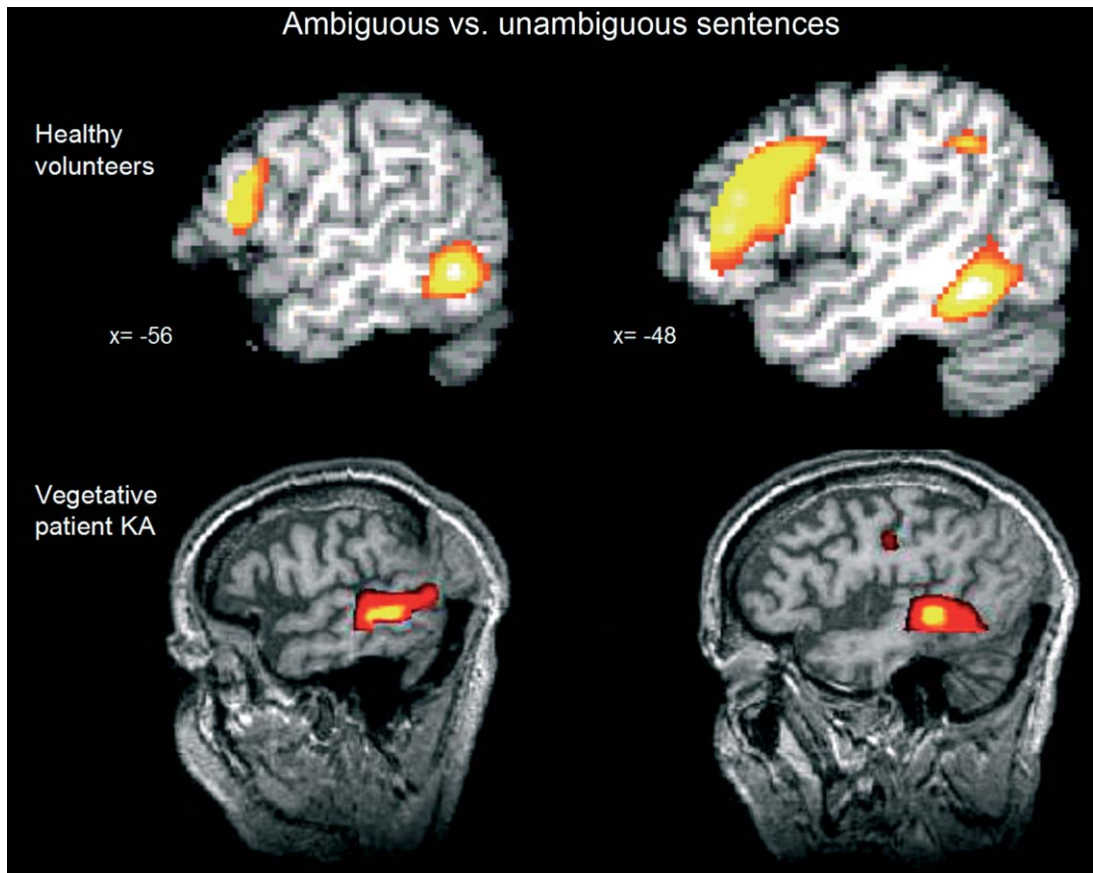 Ambiguous vs. unambiguous sentences
Healthy
volunteers
x= -56
x= -48
Vegetative
patient KA